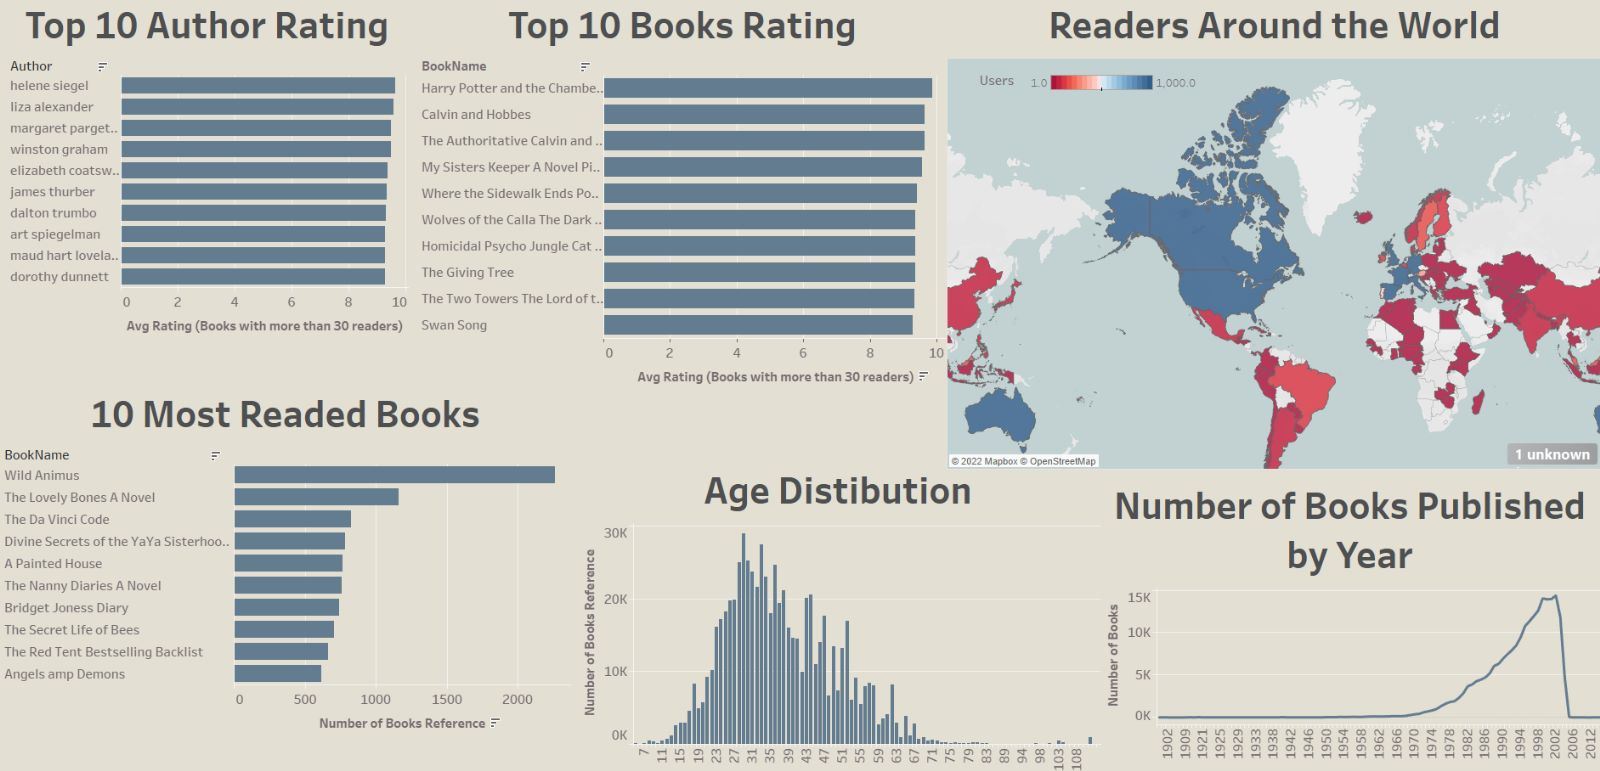 Top 10 Author Rating
Author
helene siegel
liza alexander
margaret parget..
winston graham
elizabeth coatsw..
james thurber
dalton trumbo
art spiegelman
maud hart lovela..
dorothy dunnett
0 2 4 6 8 10
Avg Rating (Books with more than 30 readers)
Top 10 Books Rating
BookName
Harry Potter and the Chambe..
Calvin and Hobbes
The Authoritative Calvin and ..
My Sisters Keeper A Novel Pi..
Where the Sidewalk Ends Po..
Wolves of the Calla The Dark ..
Homicidal Psycho Jungle Cat ..
The Giving Tree
The Two Towers The Lord of t..
Swan Song
0 2 4 6 8 10
Avg Rating (Books with more than 30 readers)
Readers Around the World
Users 1.0 1,000.0
© 2022 Mapbox © OpenStreetMap
1 unknown
10 Most Readed Books
BookName
Wild Animus
The Lovely Bones A Novel
The Da Vinci Code
Divine Secrets of the YaYa Sisterhoo..
A Painted House
The Nanny Diaries A Novel
Bridget Joness Diary
The Secret Life of Bees
The Red Tent Bestselling Backlist
Angels amp Demons
0 500 1000 1500 2000
Number of Books Reference
Age Distibution
Number of Books Reference
30K
20K
10K
0K
7 11 15 19 23 27 31 35 39 43 47 51 55 59 63 67 71 75 79 83 89 94 98 103 108
Number of Books Published
by Year
Number of Books
15K
10K
5K
0K
1902 1909 1921 1925 1929 1933 1938 1942 1946 1950 1954 1958 1962 1966 1970 1974 1978 1982 1986 1990 1994 1998 2002 2006 2012